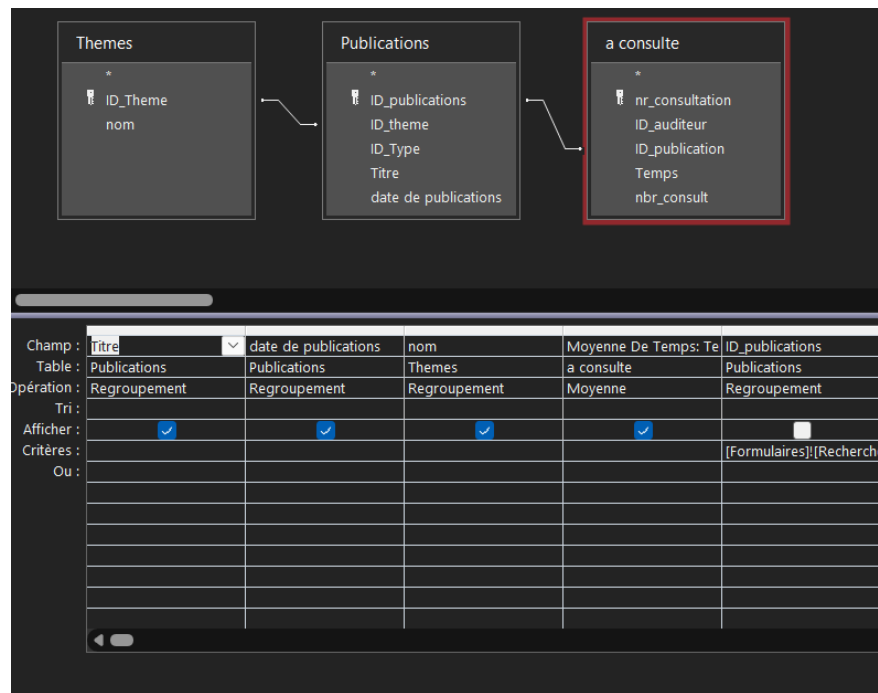 Themes
*
ID_Theme
nom
Publications
*
ID_publications
ID_theme
ID_Type
Titre
date de publications
a consulte
*
nr_consultation
ID_auditeur
ID_publication
Temps
nbr_consult
Champ : Titre date de publications nom Moyenne De Temps: Te ID_publications
Table : Publications Publications Themes a consulte Publications
Opération : Regroupement Regroupement Regroupement Moyenne Regroupement
Tri :
Afficher :
Critères : [Formulaires]![Recherch
Ou :